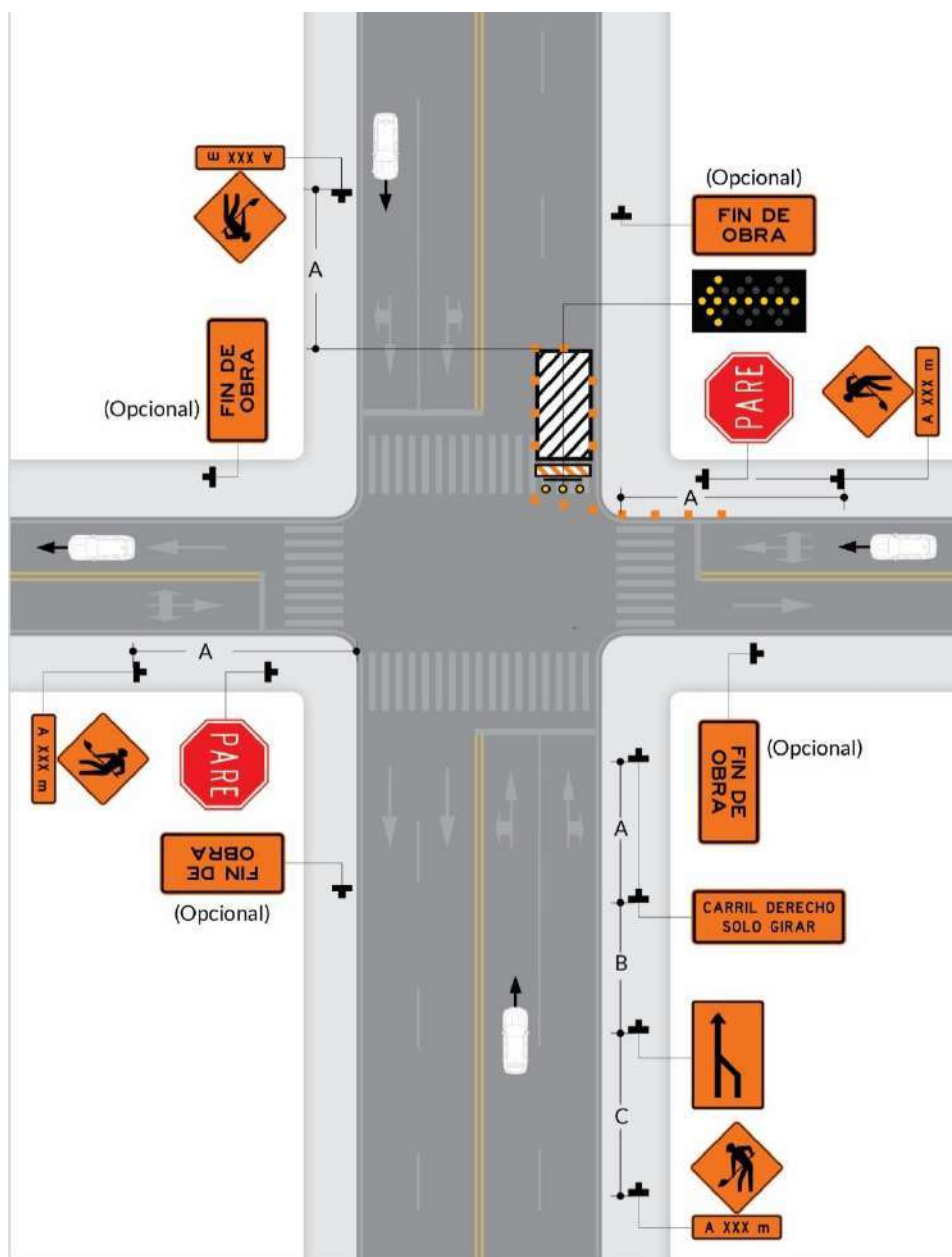 A XXX m
(Opcional)
FIN DE
OBRA
A
FIN DE
OBRA
(Opcional)
PARE
A XXX m
A
A
A XXX m
PARE
FIN DE
OBRA
(Opcional)
FIN DE
OBRA
(Opcional)
A
CARRIL DERECHO
SOLO GIRAR
B
C
A XXX m